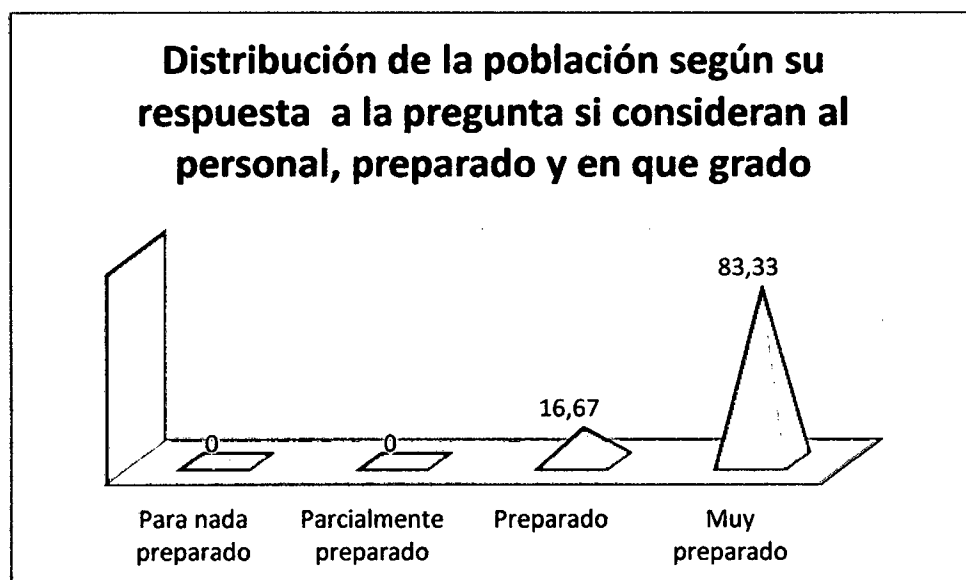 Distribución de la población según su
respuesta a la pregunta si consideran al
personal, preparado y en que grado
83,33
16,67
0
0
Para nada
preparado
Parcialmente
preparado
Preparado
Muy
preparado